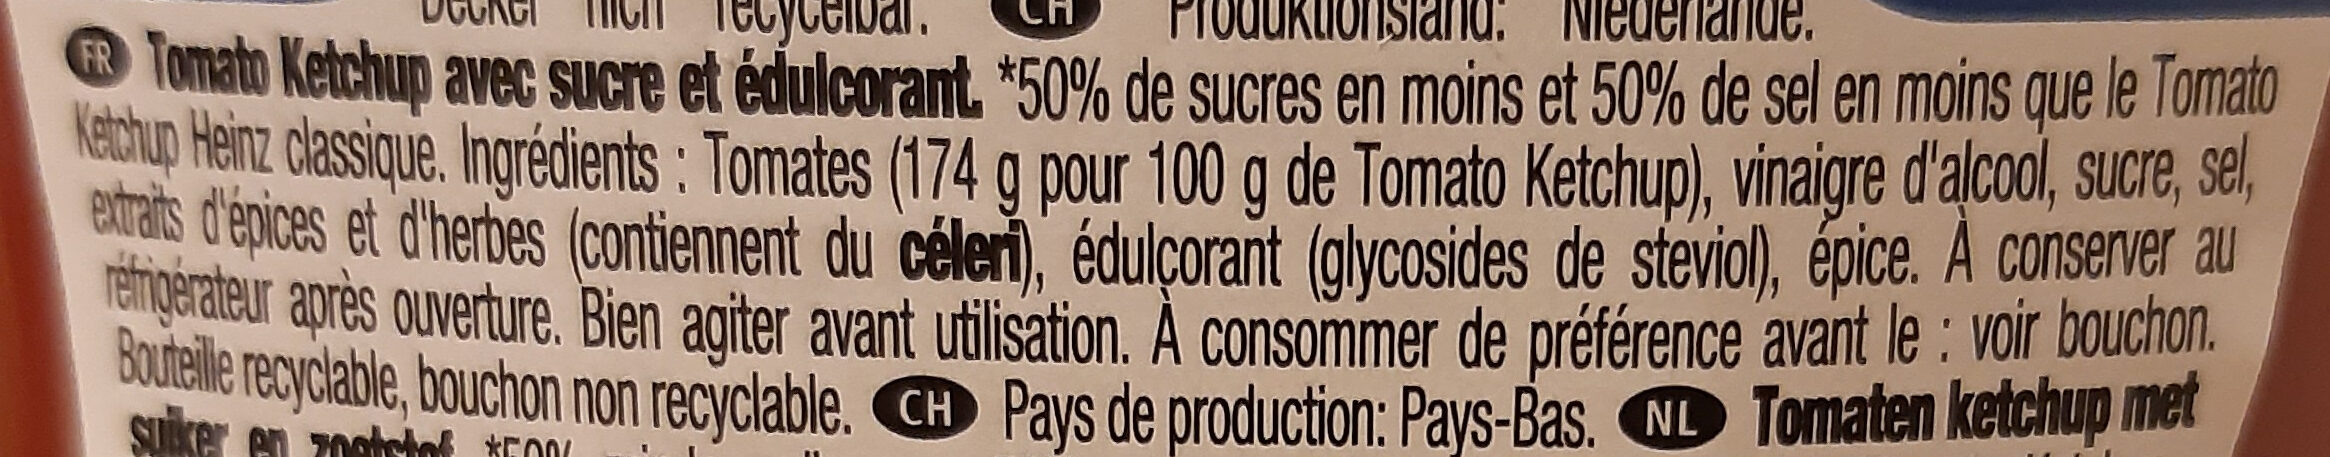 recycelbar. CH Produktionsland: Niederlande.
FR Tomato Ketchup avec sucre et édulcorant. *50% de sucres en moins et 50% de sel en moins que le Tomato
Ketchup Heinz classique. Ingrédients : Tomates (174 g pour 100 g de Tomato Ketchup), vinaigre d'alcool, sucre, sel,
extraits d'épices et d'herbes (contiennent du céleri), édulcorant (glycosides de steviol), épice. À conserver au
réfrigérateur après ouverture. Bien agiter avant utilisation. À consommer de préférence avant le : voir bouchon.
Bouteille recyclable, bouchon non recyclable. CH Pays de production: Pays-Bas. NL Tomaten ketchup met
suiker en zoetstof *50%